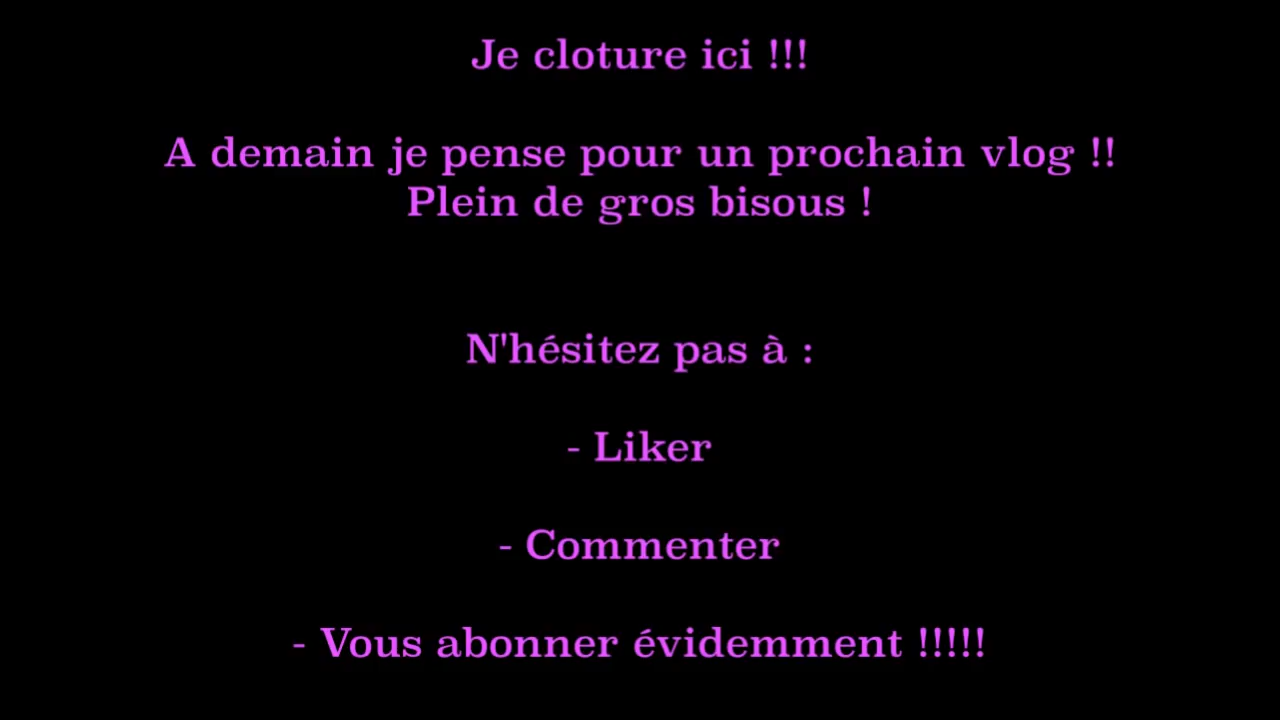 Je cloture ici !!!
A demain je pense pour un prochain vlog !!
Plein de gros bisous !
N'hésitez pas à :
- Liker
- Commenter
- Vous abonner évidemment !!!!!